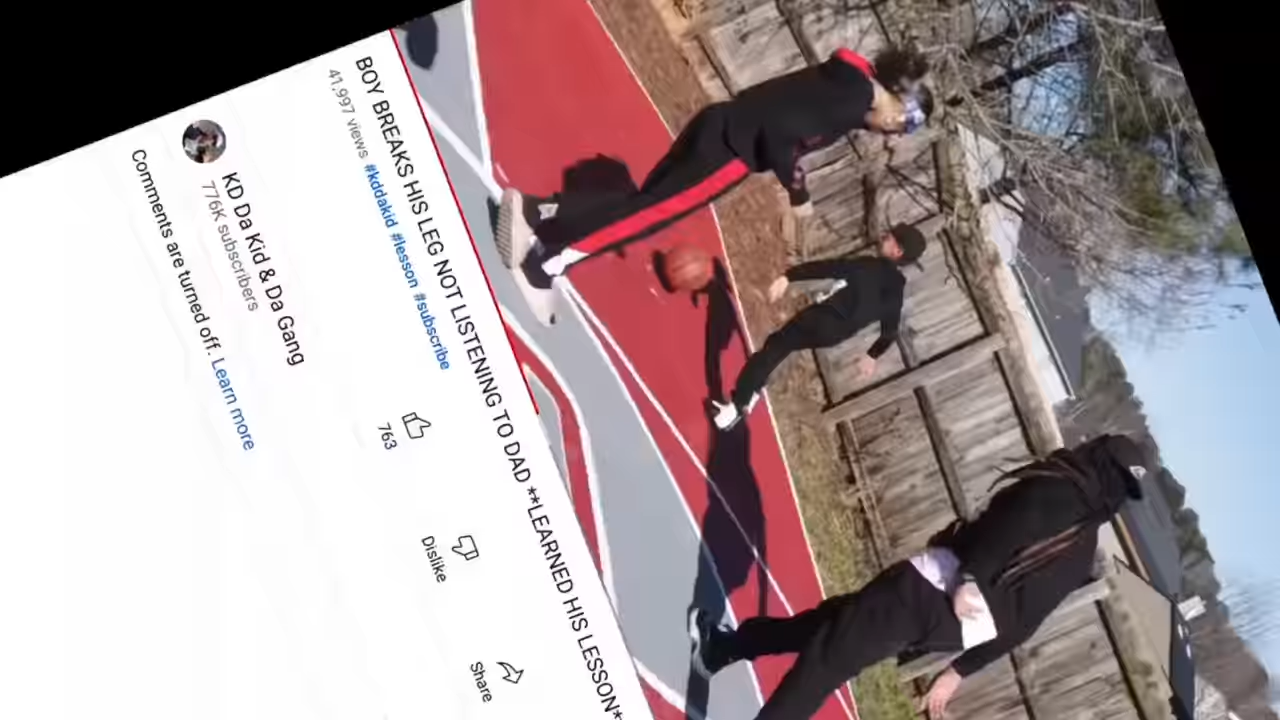 BOY BREAKS HIS LEG NOT LISTENING TO DAD **LEARNED HIS LESSON*
41,997 views #kddakid #lesson #subscribe
763
Dislike
Share
KD Da Kid & Da Gang
776K subscribers
Comments are turned off. Learn more